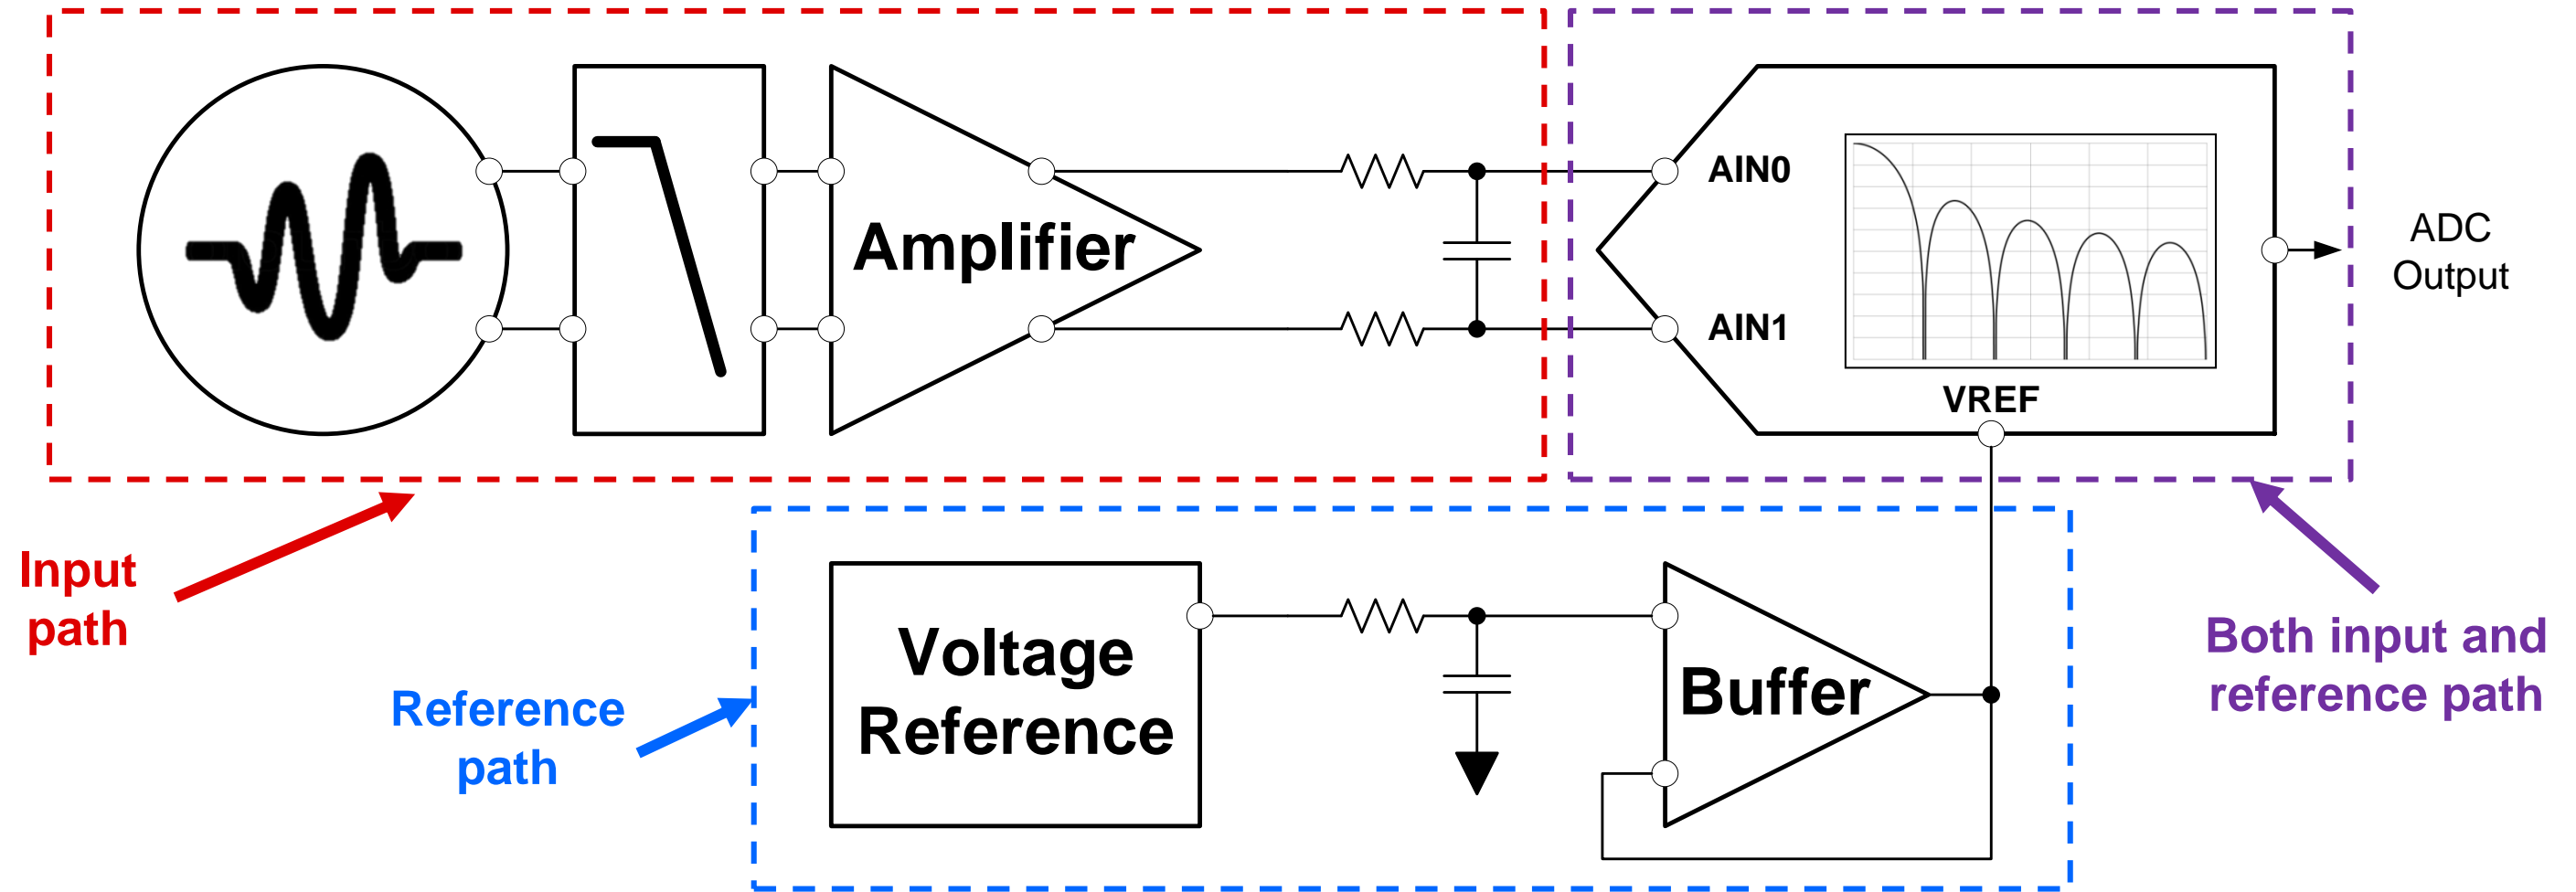 Amplifier
AIN0
AIN1
VREF
ADC
Output
Input
path
Reference
path
Voltage
Reference
Buffer
Both input and
reference path